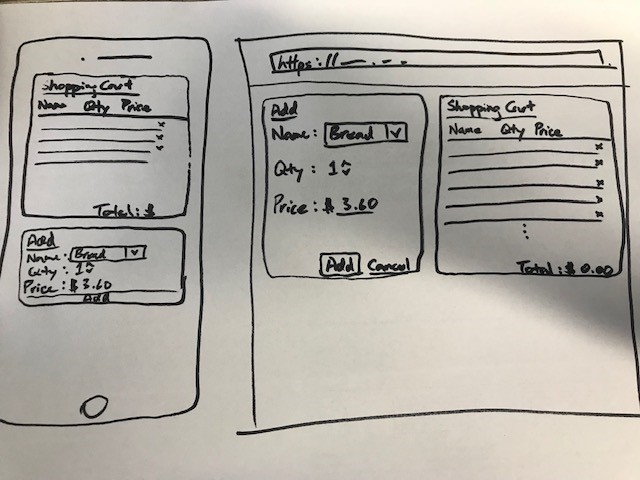 Shopping Cart
Name Qty Price
x
x
x
Total: $
Add
Name: Bread v
Qty: 1
Price: $ 3.60
Add
https://
Add
Name: Bread v
Qty: 1
Price: $ 3.60
Add Cancel
Shopping Cart
Name Qty Price
x
x
x
x
Total: $ 0.00